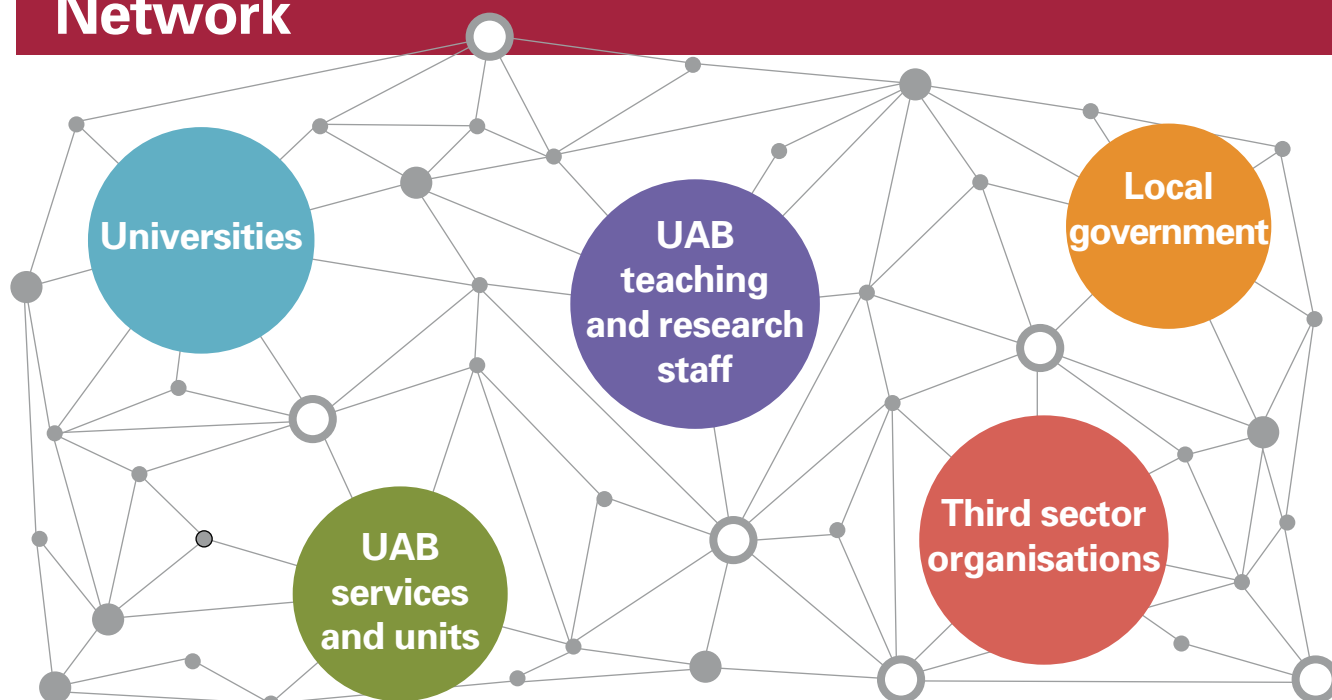 Network
Universities
UAB
teaching
and research
staff
Local
government
UAB
services
and units
Third sector
organisations